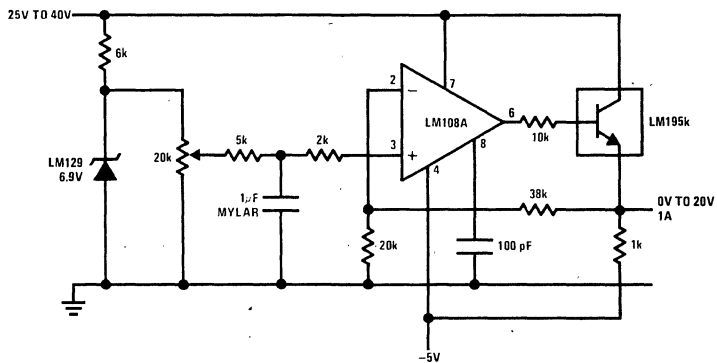 25V TO 40V
6k
LM129
6.9V
20k
5k
1μF
MYLAR
2k
2
3
7
LM108A
6
8
4
10k
LM195k
38k
0V TO 20V
1A
20k
100 pF
1k
−5V